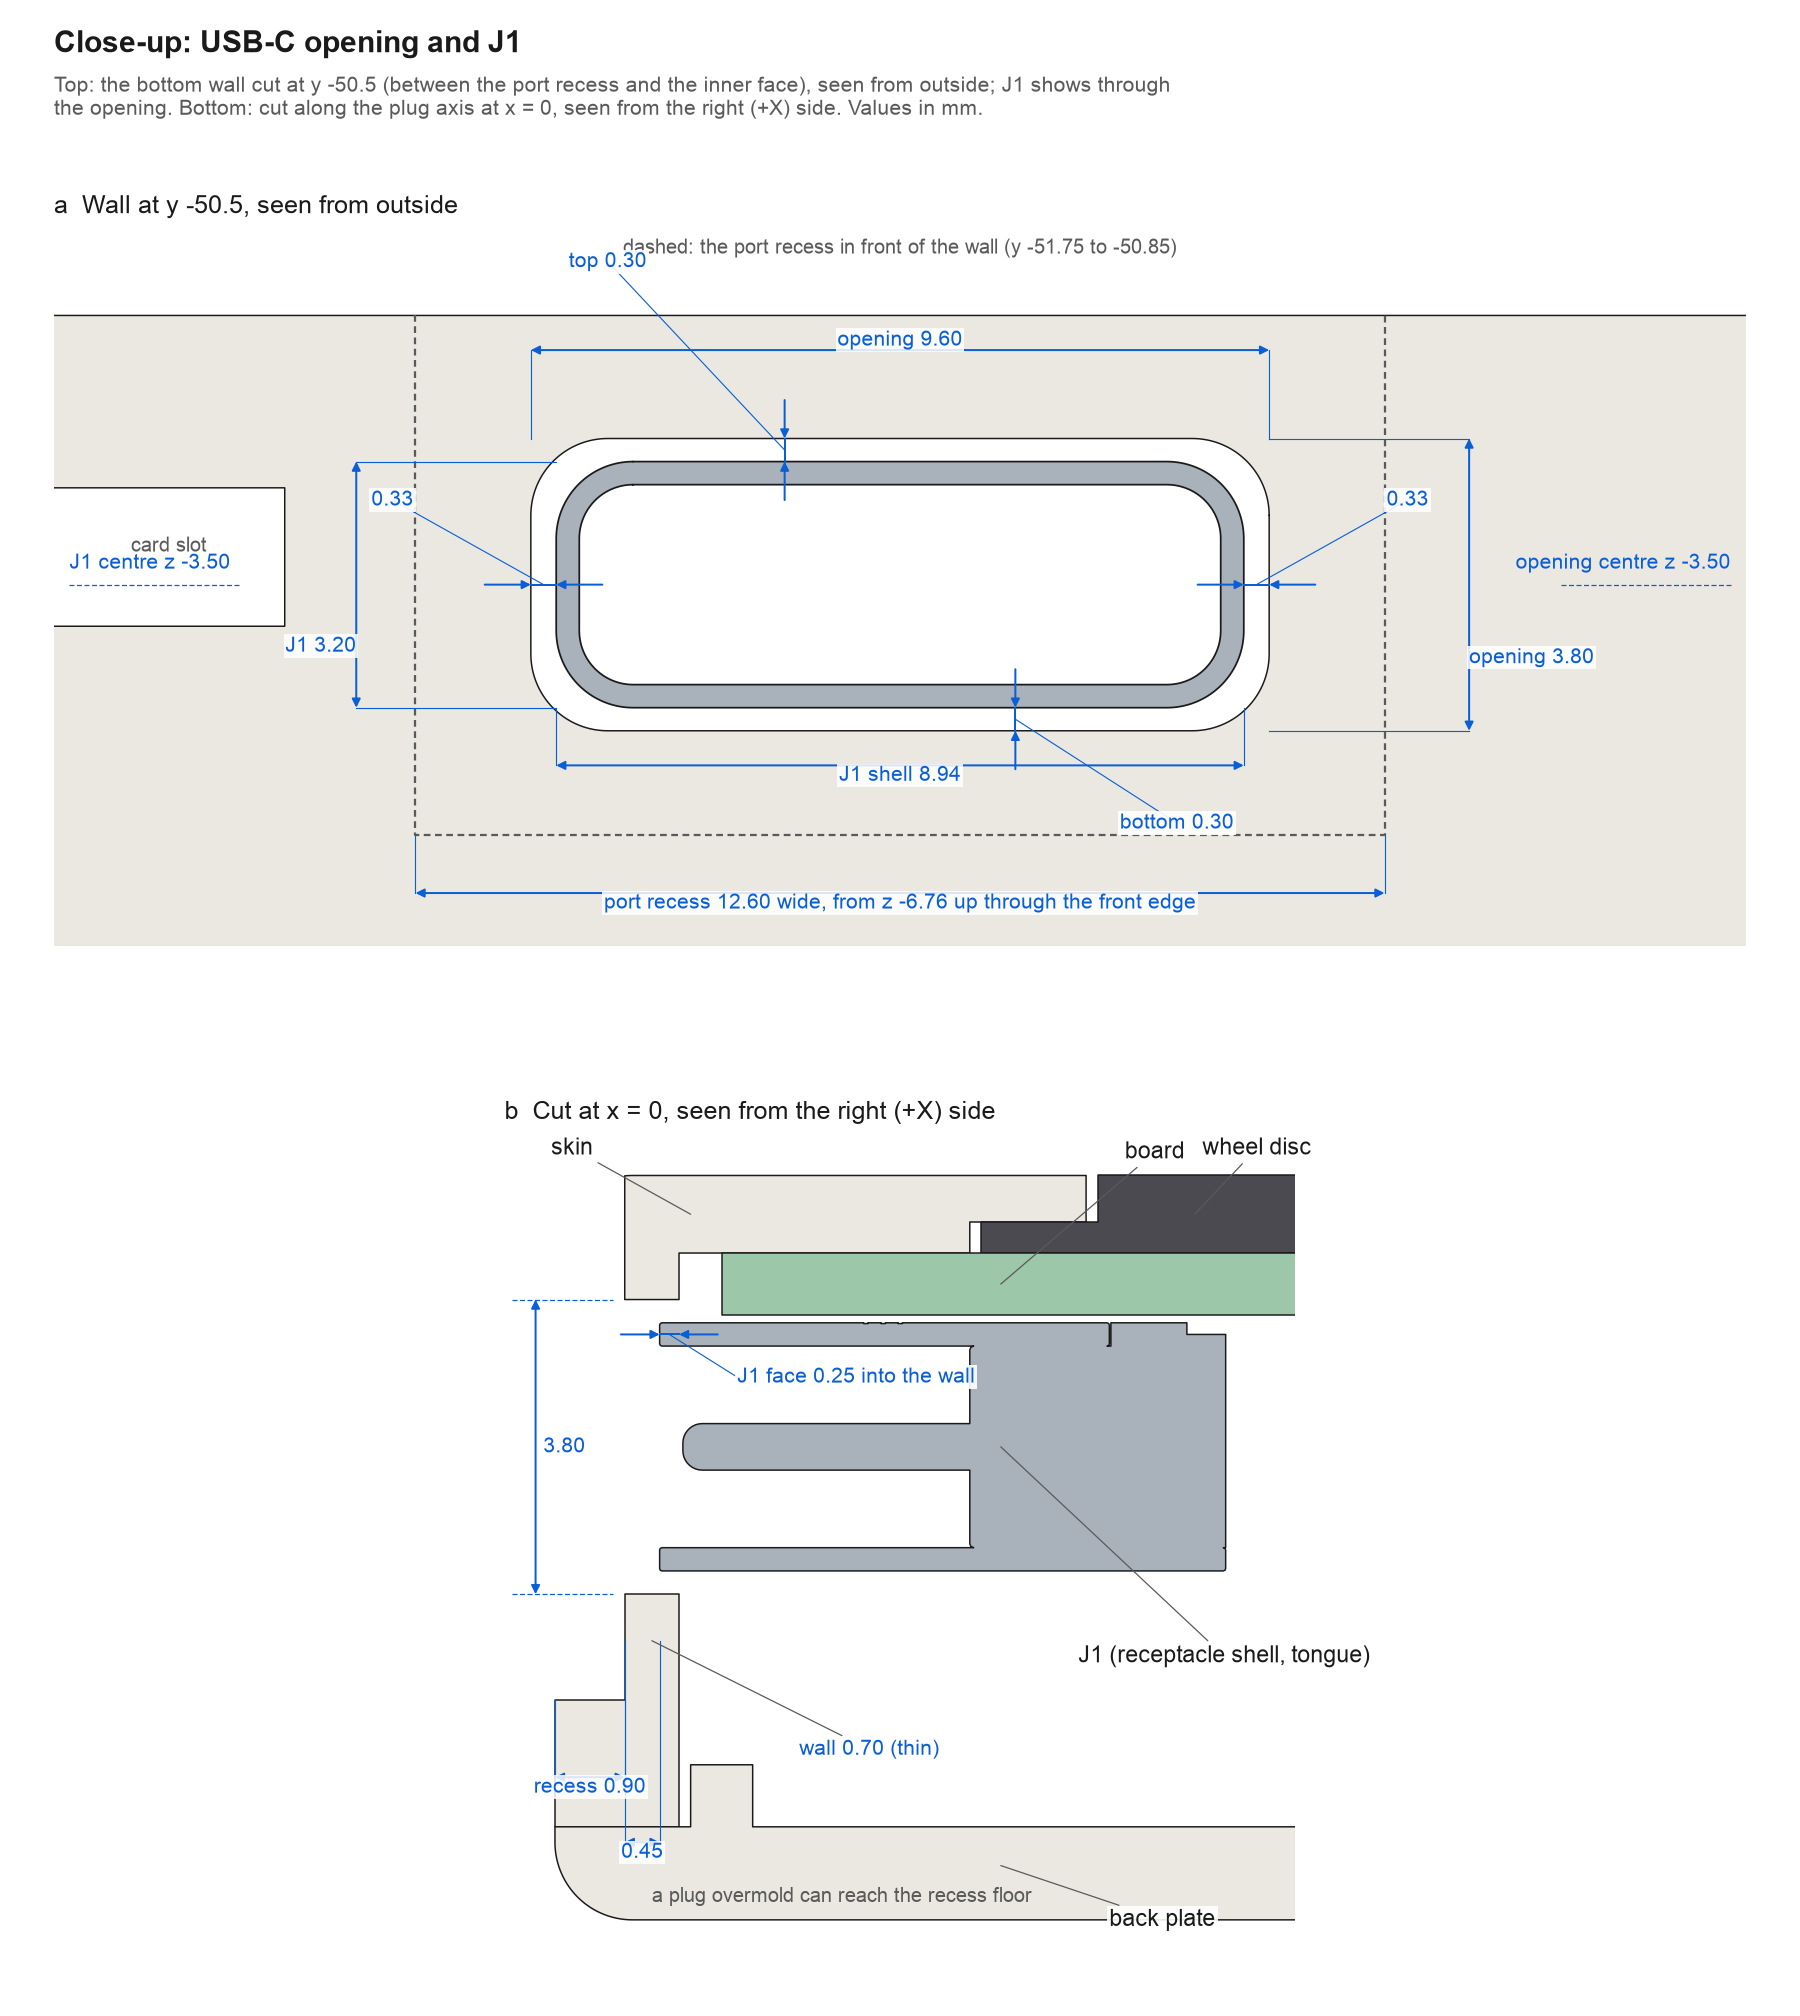 Close-up: USB-C opening and J1
Top: the bottom wall cut at y -50.5 (between the port recess and the inner face), seen from outside; J1 shows through
the opening. Bottom: cut along the plug axis at x = 0, seen from the right (+X) side. Values in mm.
a Wall at y -50.5, seen from outside
dashed: the port recess in front of the wall (y -51.75 to -50.85)
top 0.30
opening 9.60
0.33
0.33
card slot
J1 centre z -3.50
opening centre z -3.50
J1 3.20
opening 3.80
J1 shell 8.94
bottom 0.30
port recess 12.60 wide, from z -6.76 up through the front edge
b Cut at x = 0, seen from the right (+X) side
skin
board
wheel disc
J1 face 0.25 into the wall
3.80
J1 (receptacle shell, tongue)
wall 0.70 (thin)
recess 0.90
0.45
a plug overmold can reach the recess floor
back plate